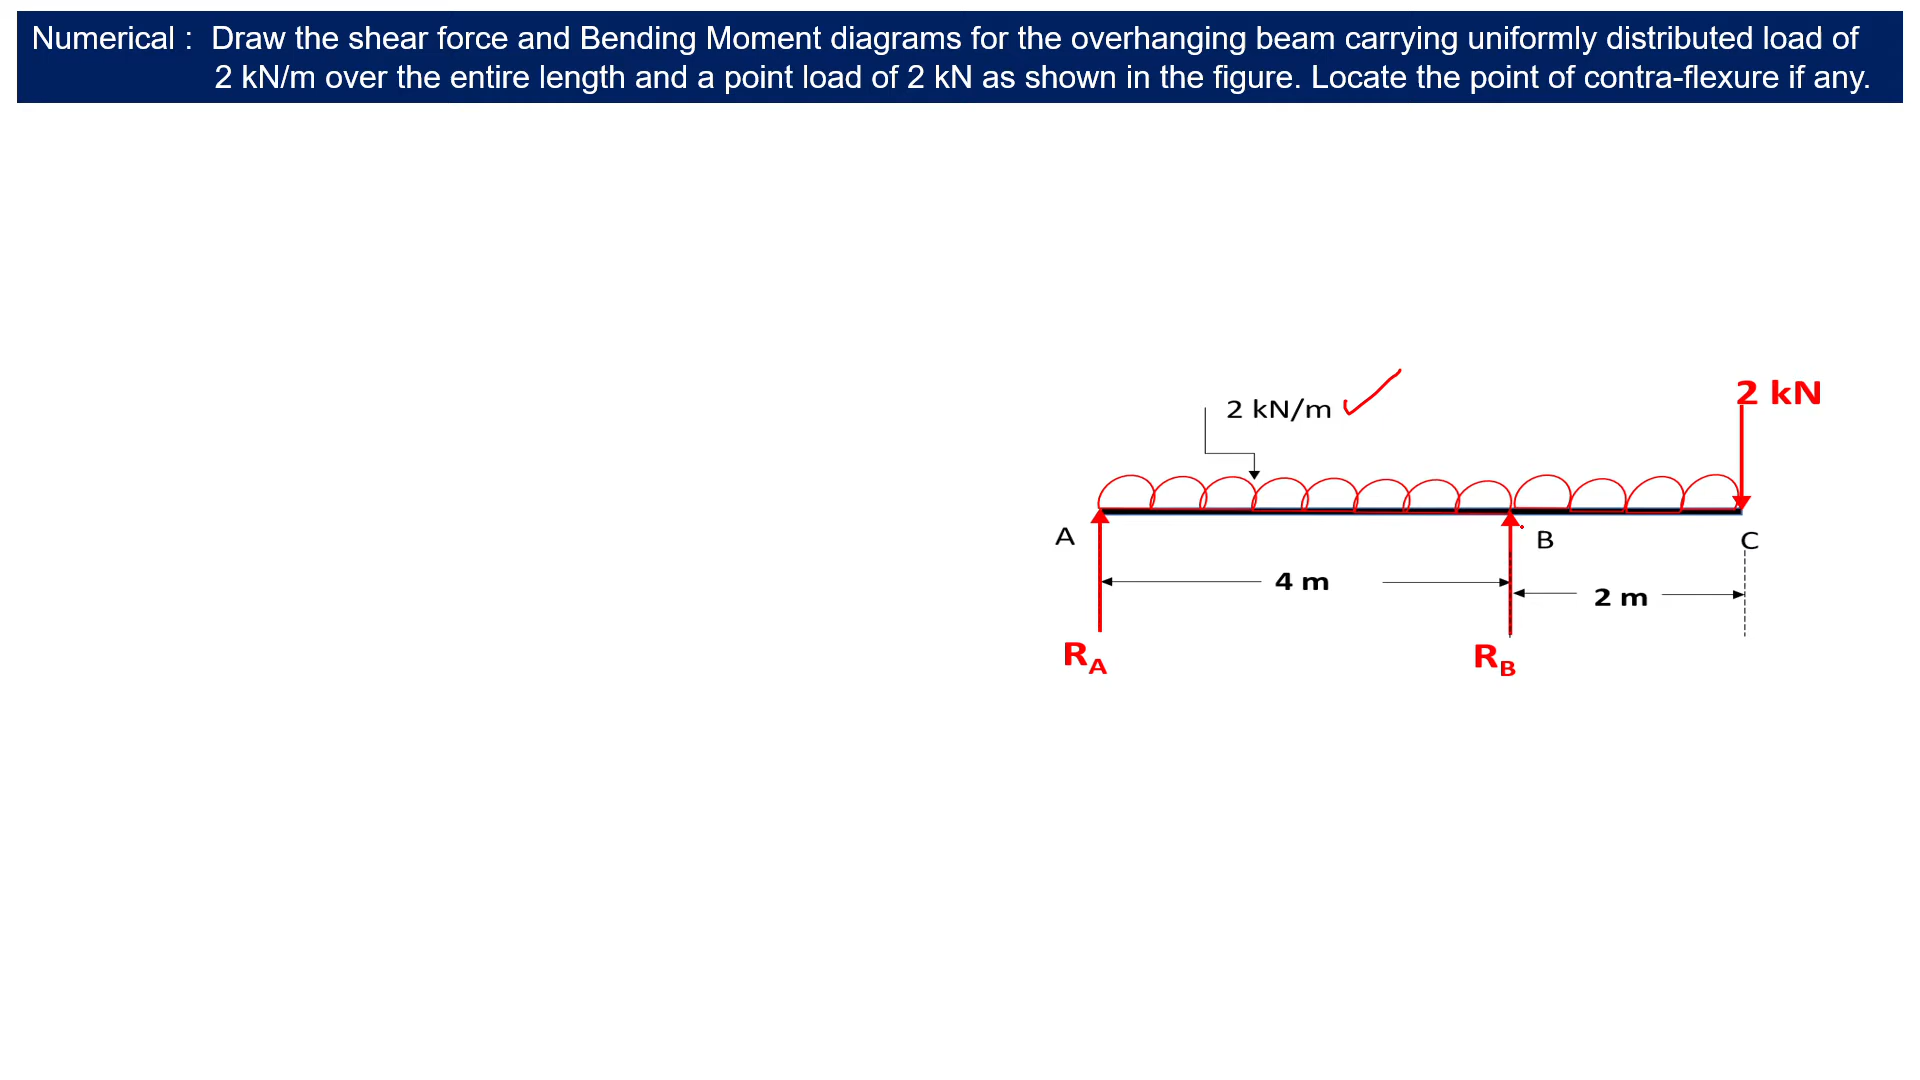 Numerical : Draw the shear force and Bending Moment diagrams for the overhanging beam carrying uniformly distributed load of
2 kN/m over the entire length and a point load of 2 kN as shown in the figure. Locate the point of contra-flexure if any.
2 kN
2 kN/m
A
B
C
4 m
2 m
RA
RB